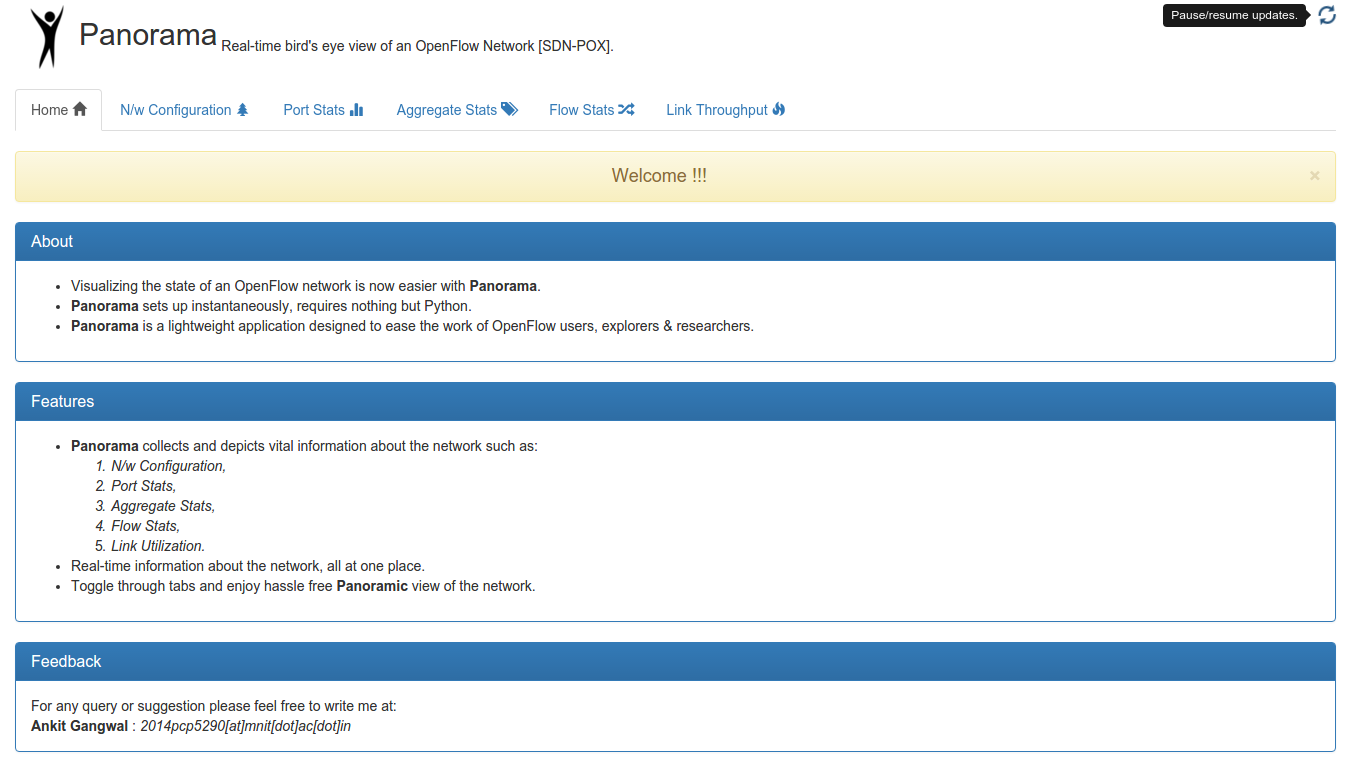 Pause/resume updates.
Panorama Real-time bird's eye view of an OpenFlow Network [SDN-POX].
Home N/w Configuration Port Stats Aggregate Stats Flow Stats Link Throughput
Welcome !!! ×
About
• Visualizing the state of an OpenFlow network is now easier with Panorama.
• Panorama sets up instantaneously, requires nothing but Python.
• Panorama is a lightweight application designed to ease the work of OpenFlow users, explorers & researchers.
Features
• Panorama collects and depicts vital information about the network such as:
1. N/w Configuration,
2. Port Stats,
3. Aggregate Stats,
4. Flow Stats,
5. Link Utilization.
• Real-time information about the network, all at one place.
• Toggle through tabs and enjoy hassle free Panoramic view of the network.
Feedback
For any query or suggestion please feel free to write me at:
Ankit Gangwal : 2014pcp5290[at]mnit[dot]ac[dot]in